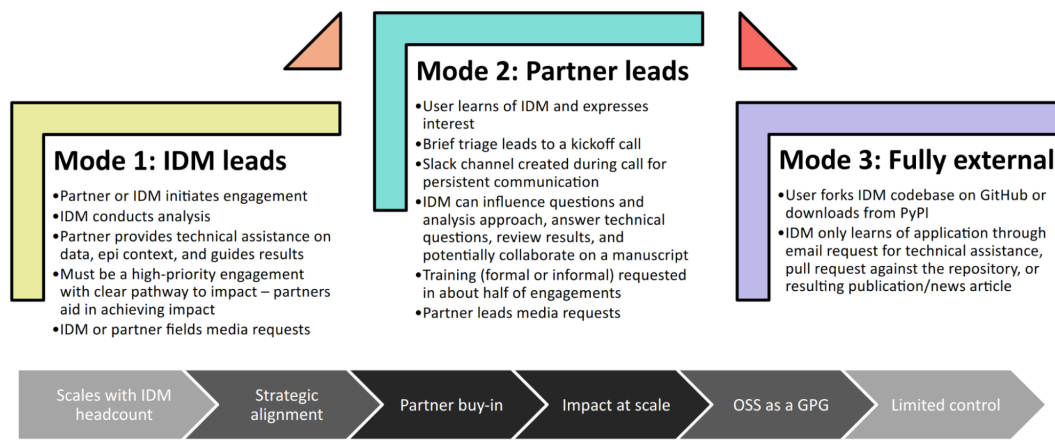 Mode 1: IDM leads
•Partner or IDM initiates engagement
•IDM conducts analysis
•Partner provides technical assistance on
data, epi context, and guides results
•Must be a high-priority engagement
with clear pathway to impact – partners
aid in achieving impact
•IDM or partner fields media requests
Mode 2: Partner leads
•User learns of IDM and expresses
interest
•Brief triage leads to a kickoff call
•Slack channel created during call for
persistent communication
•IDM can influence questions and
analysis approach, answer technical
questions, review results, and
potentially collaborate on a manuscript
•Training (formal or informal) requested
in about half of engagements
•Partner leads media requests
Mode 3: Fully external
•User forks IDM codebase on GitHub or
downloads from PyPI
•IDM only learns of application through
email request for technical assistance,
pull request against the repository, or
resulting publication/news article
Scales with IDM
headcount
Strategic
alignment
Partner buy-in
Impact at scale
OSS as a GPG
Limited control